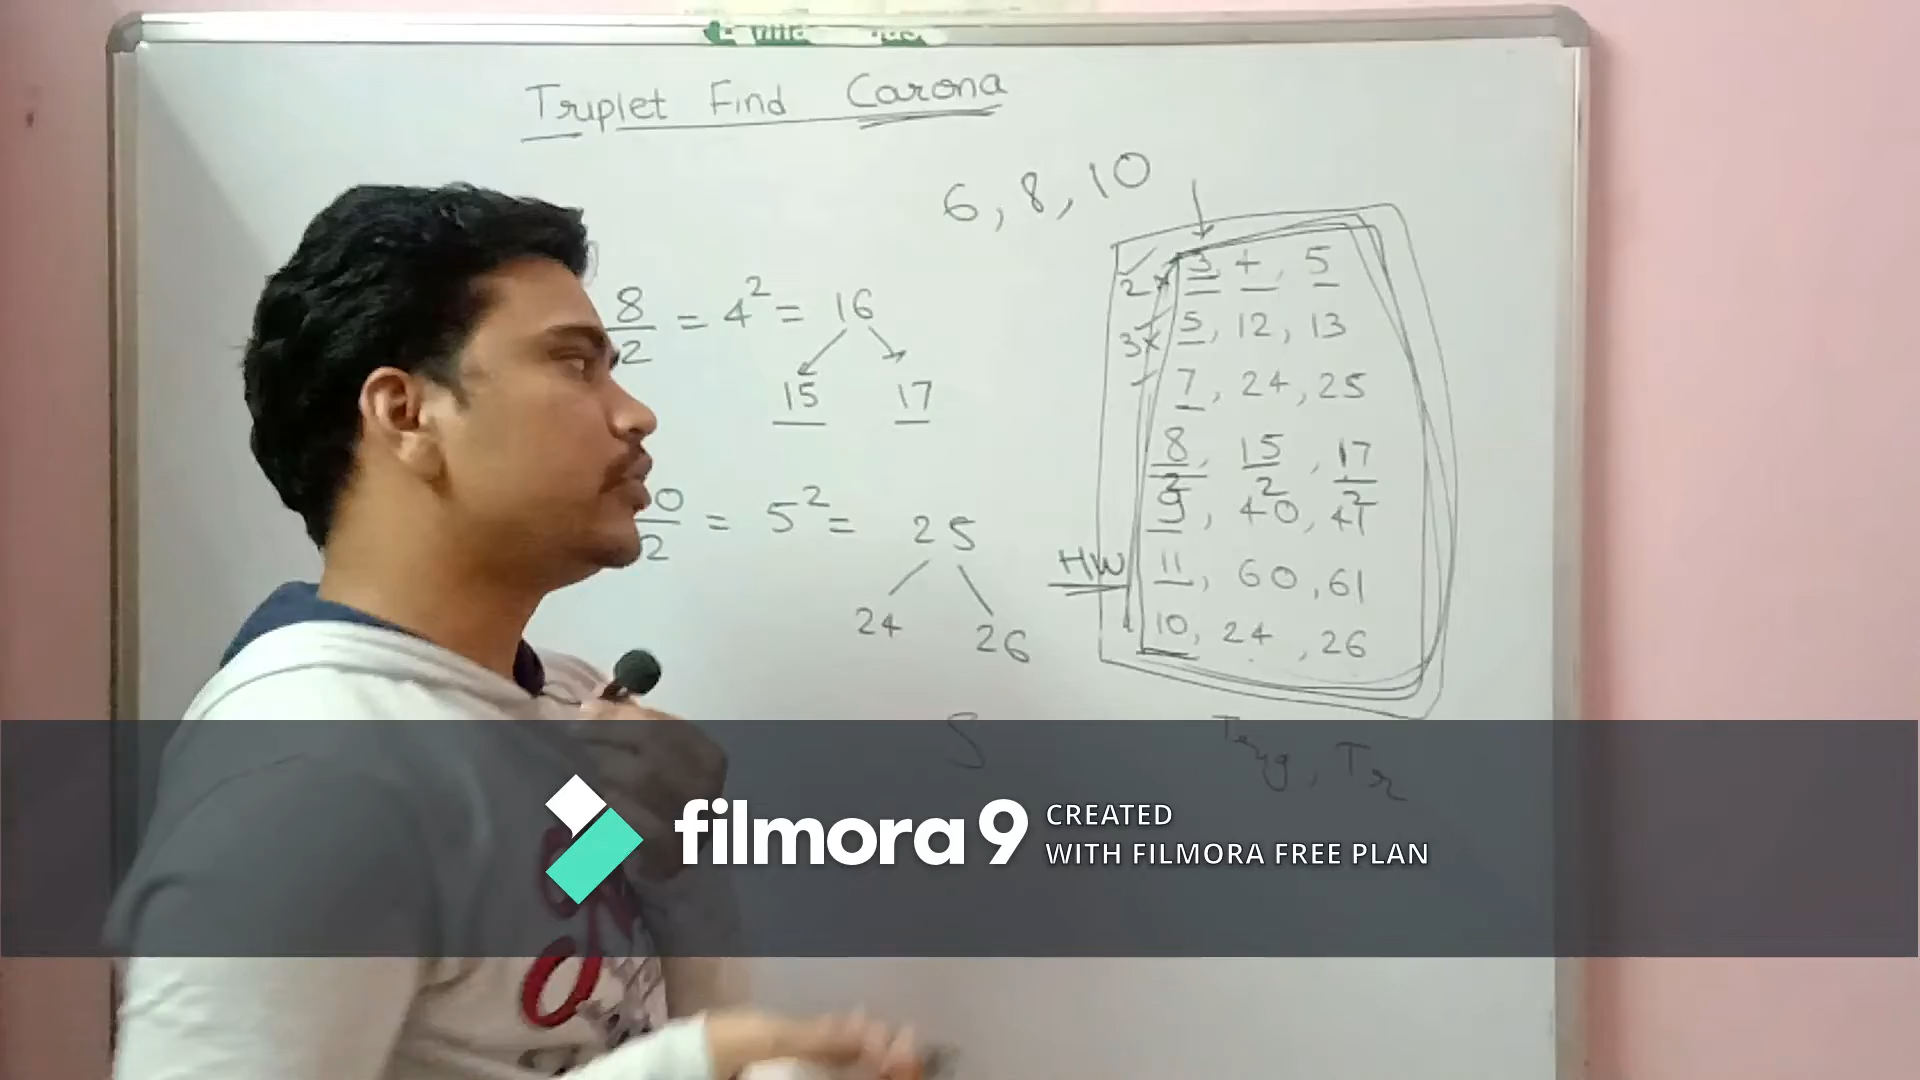 Triplet Find Carona
6, 8, 10
8/2 = 4² = 16
15 17
0/2 = 5² = 25
24 26
2x 3, 4, 5
3x 5, 12, 13
7, 24, 25
8, 15, 17
9, 40, 41
HW 11, 60, 61
10, 24, 26
filmora 9
CREATED
WITH FILMORA FREE PLAN